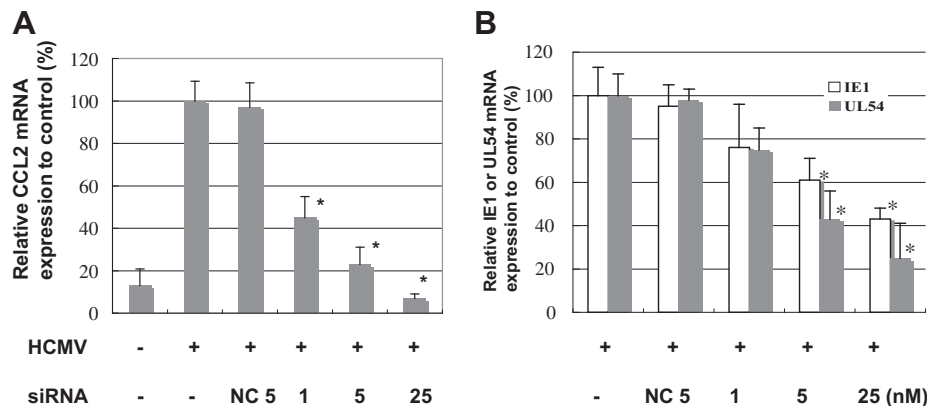 A
Relative CCL2 mRNA
expression to control (%)
120
100
80
60
40
20
0
*
*
*
HCMV - + + + + +
siRNA - - NC 5 1 5 25
B
Relative IE1 or UL54 mRNA
expression to control (%)
120
100
80
60
40
20
0
IE1
UL54
*
*
*
*
+ + + + +
- NC 5 1 5 25 (nM)